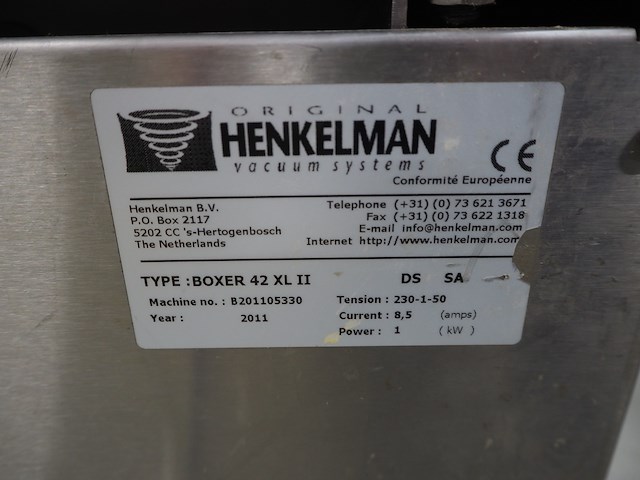 ORIGINAL
HENKELMAN
vacuum systems
CE
Conformité Européenne
Henkelman B.V.
P.O. Box 2117
5202 CC 's-Hertogenbosch
The Netherlands
Telephone (+31) (0) 73 621 3671
Fax (+31) (0) 73 622 1318
E-mail info@henkelman.com
Internet http://www.henkelman.com
TYPE : BOXER 42 XL II DS SA
Machine no. : B201105330 Tension : 230-1-50
Year : 2011 Current : 8,5 (amps)
Power : 1 (kW)